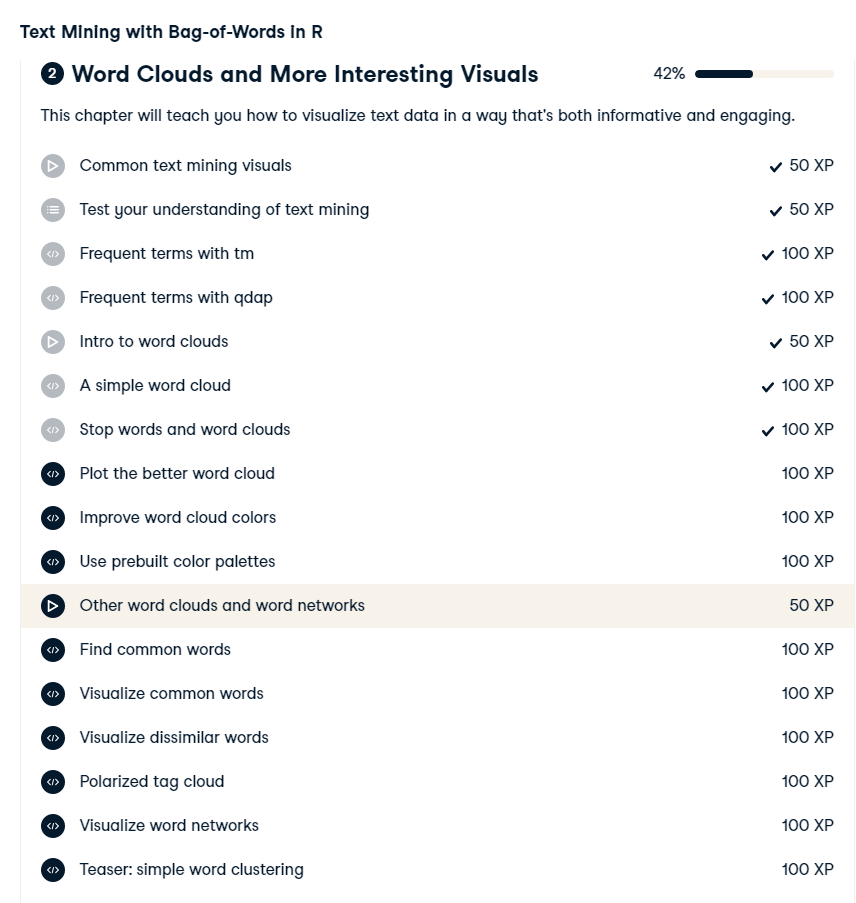 Text Mining with Bag-of-Words in R
2 Word Clouds and More Interesting Visuals 42%
This chapter will teach you how to visualize text data in a way that's both informative and engaging.
Common text mining visuals 50 XP
Test your understanding of text mining 50 XP
Frequent terms with tm 100 XP
Frequent terms with qdap 100 XP
Intro to word clouds 50 XP
A simple word cloud 100 XP
Stop words and word clouds 100 XP
Plot the better word cloud 100 XP
Improve word cloud colors 100 XP
Use prebuilt color palettes 100 XP
Other word clouds and word networks 50 XP
Find common words 100 XP
Visualize common words 100 XP
Visualize dissimilar words 100 XP
Polarized tag cloud 100 XP
Visualize word networks 100 XP
Teaser: simple word clustering 100 XP